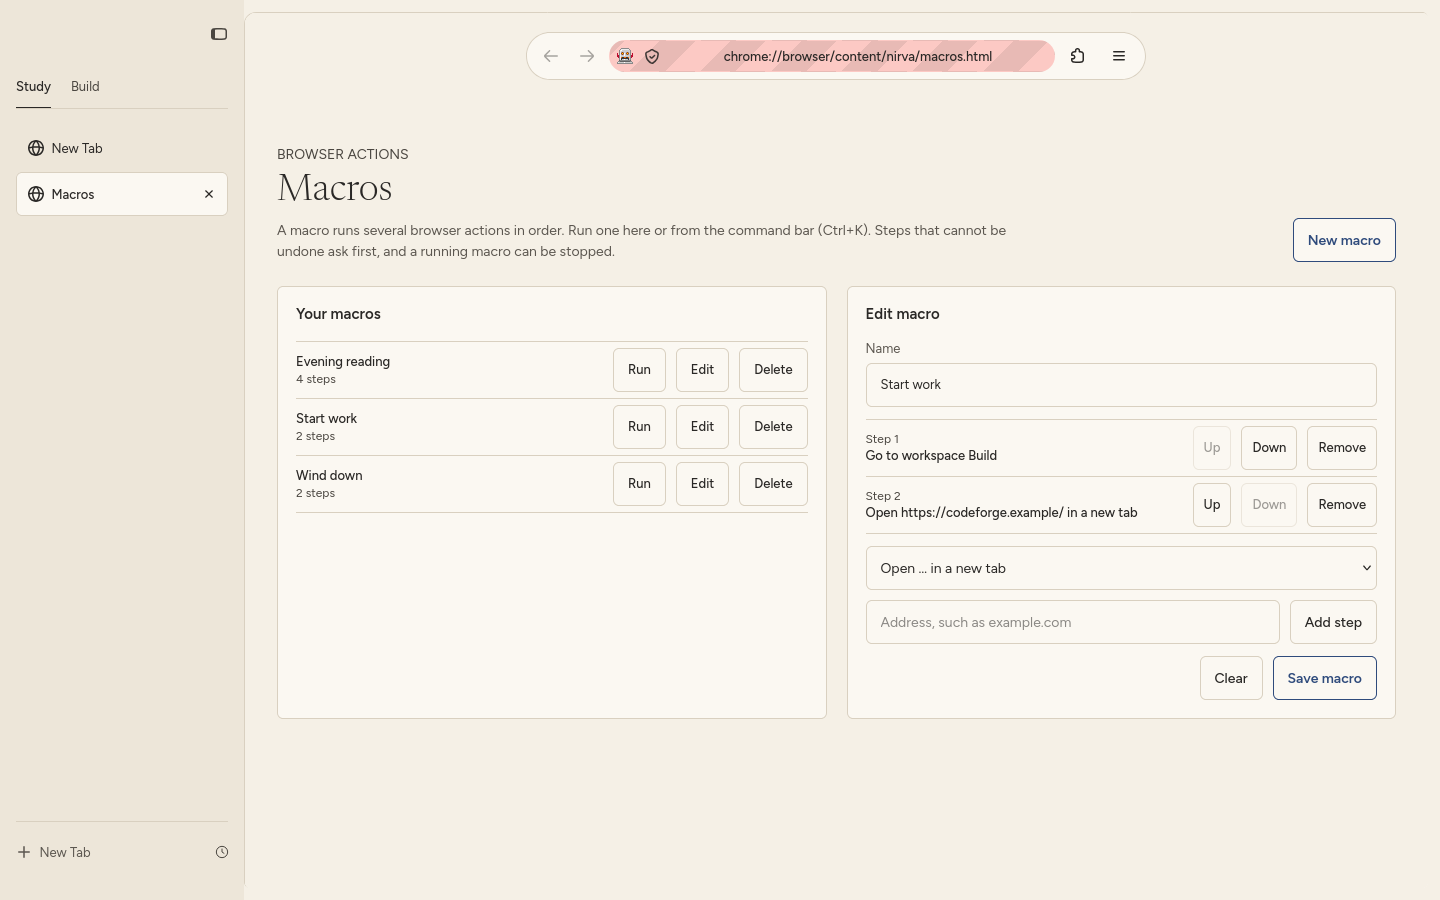 Study
Build
New Tab
Macros
New Tab
chrome://browser/content/nirva/macros.html
BROWSER ACTIONS
Macros
A macro runs several browser actions in order. Run one here or from the command bar (Ctrl+K). Steps that cannot be
undone ask first, and a running macro can be stopped.
New macro
Your macros
Evening reading
4 steps
Run
Edit
Delete
Start work
2 steps
Run
Edit
Delete
Wind down
2 steps
Run
Edit
Delete
Edit macro
Name
Start work
Step 1
Go to workspace Build
Up
Down
Remove
Step 2
Open https://codeforge.example/ in a new tab
Up
Down
Remove
Open ... in a new tab
Address, such as example.com
Add step
Clear
Save macro